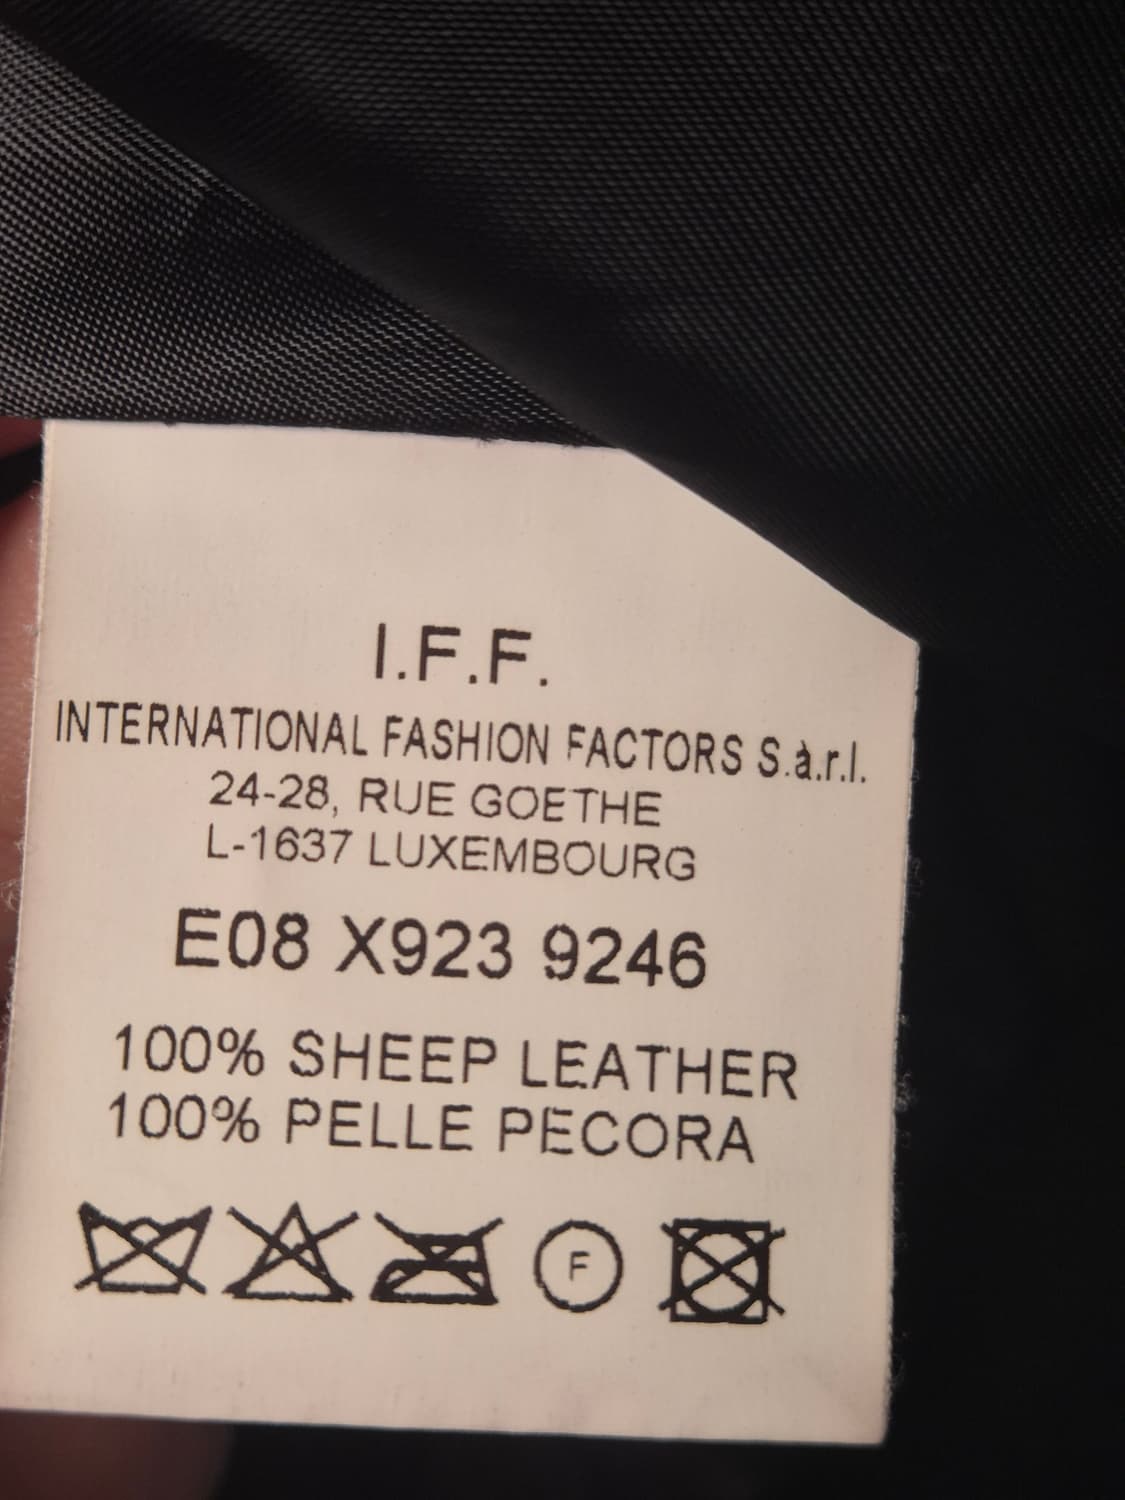 I.F.F.
INTERNATIONAL FASHION FACTORS S.à.r.l.
24-28, RUE GOETHE
L-1637 LUXEMBOURG
E08 X923 9246
100% SHEEP LEATHER
100% PELLE PECORA
F